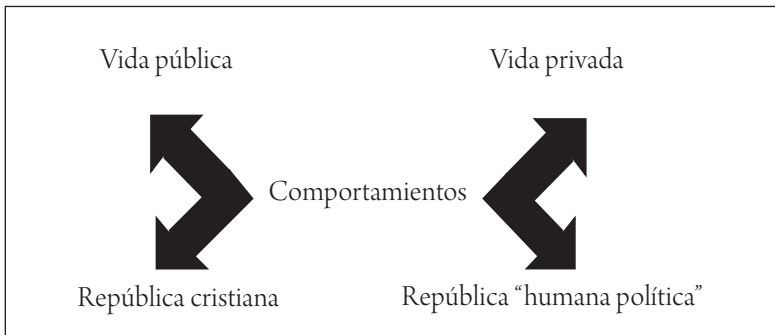 Vida pública
Vida privada
Comportamientos
República cristiana
República “humana política”